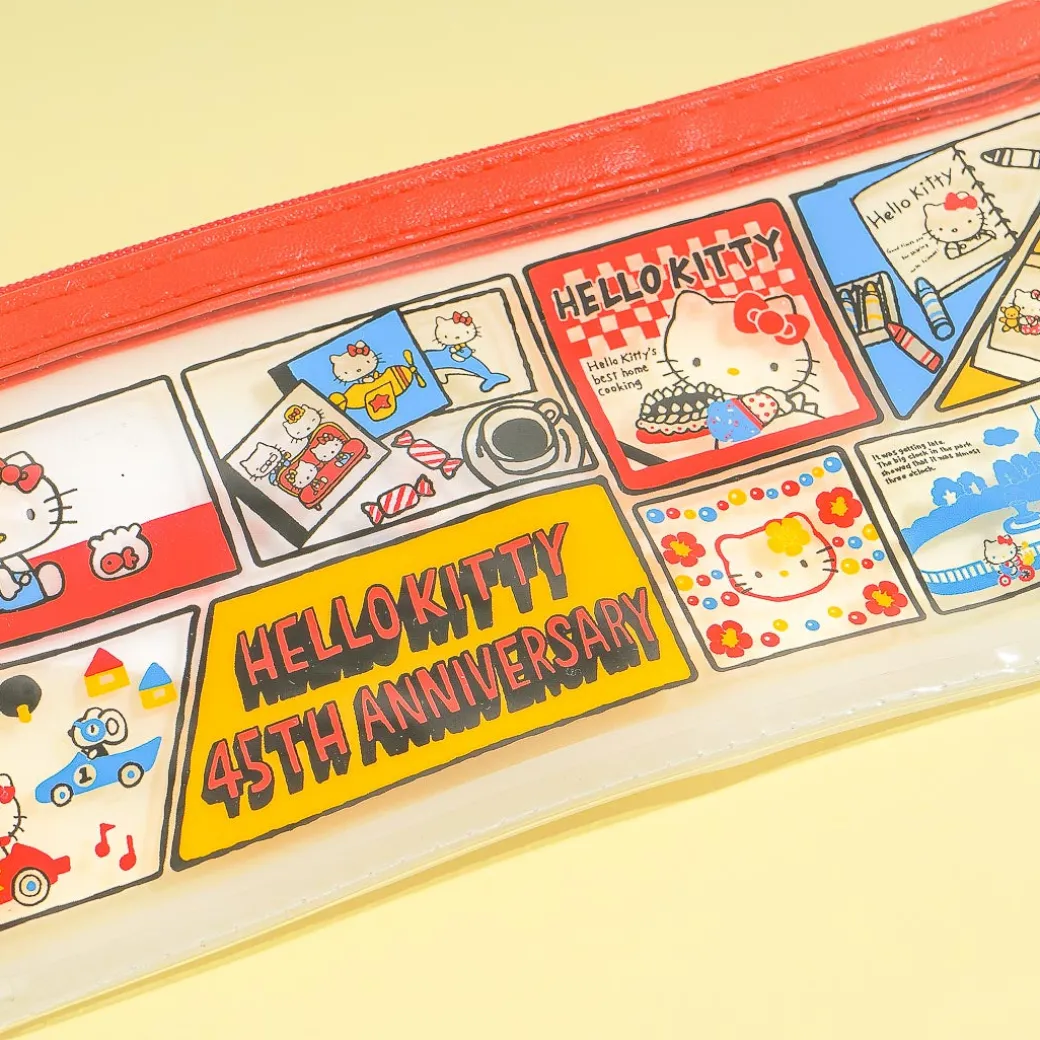 HELLO KITTY
Hello Kitty's
best home
cooking
Hello Kitty
HELLO KITTY
45TH ANNIVERSARY
It was getting late.
The big clock in the park
showed that it was almost
three o'clock.
1